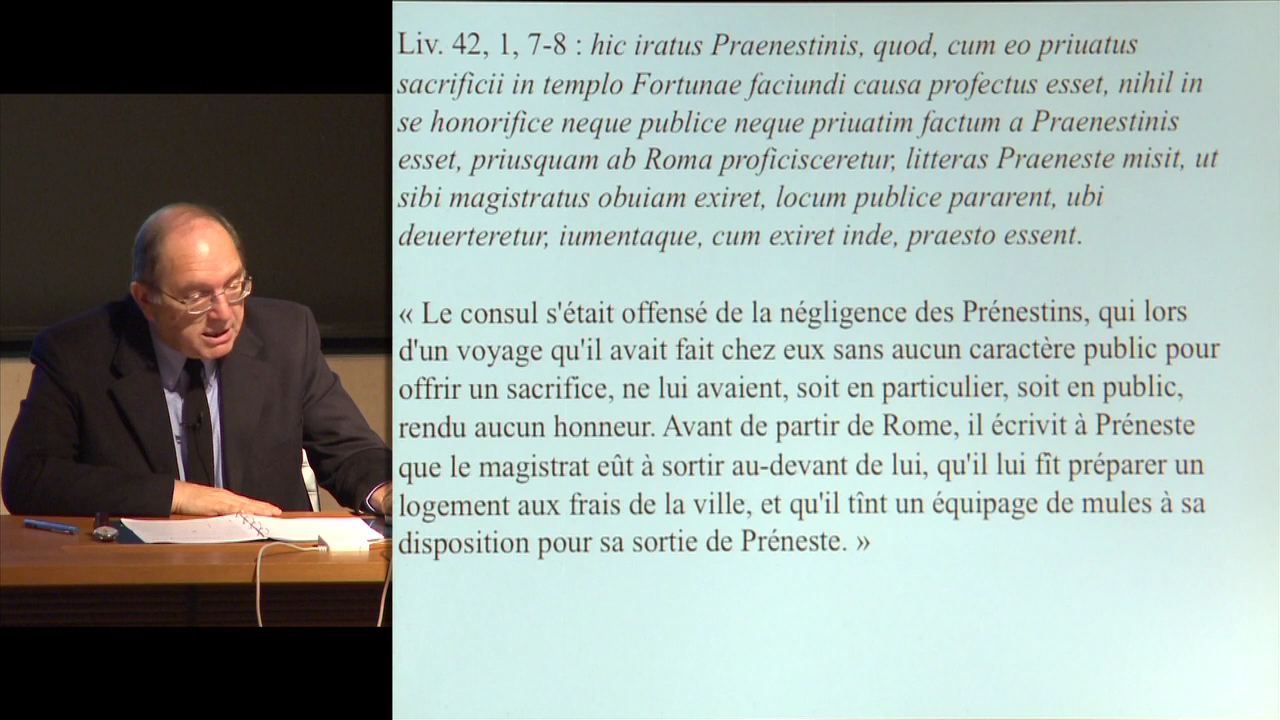 Liv. 42, 1, 7-8 : hic iratus Praenestinis, quod, cum eo priuatus
sacrificii in templo Fortunae faciundi causa profectus esset, nihil in
se honorifice neque publice neque priuatim factum a Praenestinis
esset, priusquam ab Roma proficisceretur, litteras Praeneste misit, ut
sibi magistratus obuiam exiret, locum publice pararent, ubi
deuerteretur, iumentaque, cum exiret inde, praesto essent.
« Le consul s'était offensé de la négligence des Prénestins, qui lors
d'un voyage qu'il avait fait chez eux sans aucun caractère public pour
offrir un sacrifice, ne lui avaient, soit en particulier, soit en public,
rendu aucun honneur. Avant de partir de Rome, il écrivit à Préneste
que le magistrat eût à sortir au-devant de lui, qu'il lui fît préparer un
logement aux frais de la ville, et qu'il tînt un équipage de mules à sa
disposition pour sa sortie de Préneste. »